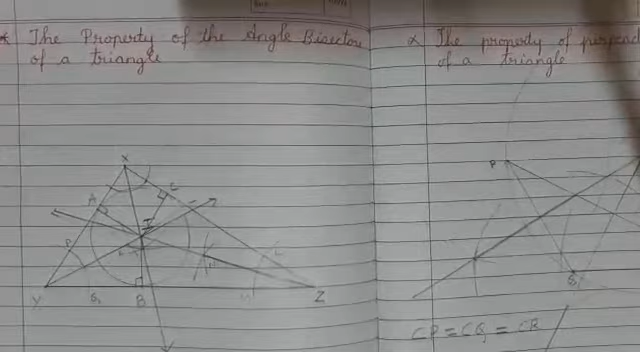 The Property of the Angle Bisectors
of a triangle
X
A
C
I
P
L
Y
S
B
Z
The property of perpend
of a triangle
P
Q
CP = CQ = CR